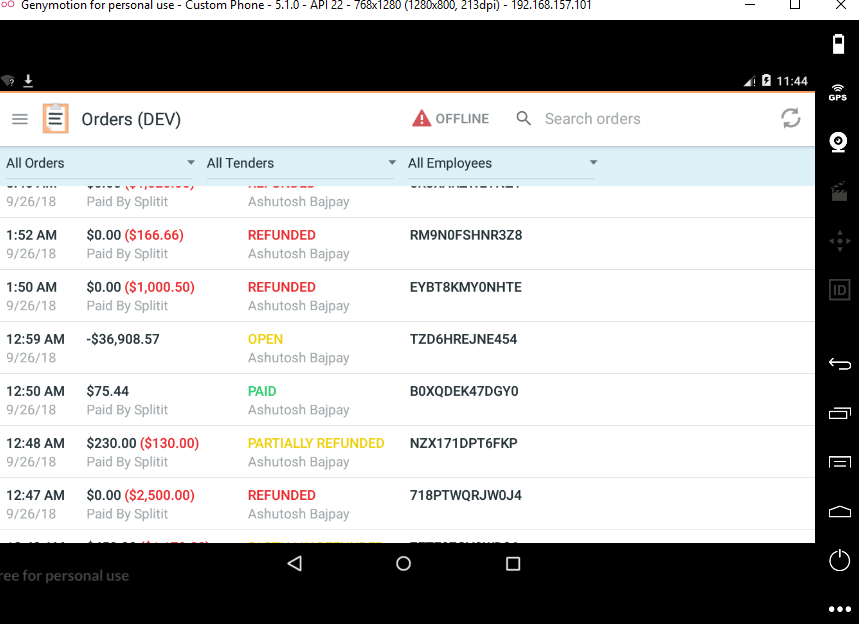 Genymotion for personal use - Custom Phone - 5.1.0 - API 22 - 768x1280 (1280x800, 213dpi) - 192.168.157.101
11:44
GPS
Orders (DEV)
OFFLINE
Search orders
All Orders
All Tenders
All Employees
REFUNDED
9/26/18 Paid By Splitit Ashutosh Bajpay
1:52 AM $0.00 ($166.66) REFUNDED RM9N0FSHNR3Z8
9/26/18 Paid By Splitit Ashutosh Bajpay
1:50 AM $0.00 ($1,000.50) REFUNDED EYBT8KMY0NHTE
9/26/18 Paid By Splitit Ashutosh Bajpay
12:59 AM -$36,908.57 OPEN TZD6HREJNE454
9/26/18 Ashutosh Bajpay
12:50 AM $75.44 PAID B0XQDEK47DGY0
9/26/18 Paid By Splitit Ashutosh Bajpay
12:48 AM $230.00 ($130.00) PARTIALLY REFUNDED NZX171DPT6FKP
9/26/18 Paid By Splitit Ashutosh Bajpay
12:47 AM $0.00 ($2,500.00) REFUNDED 718PTWQRJW0J4
9/26/18 Paid By Splitit Ashutosh Bajpay
ree for personal use
ID